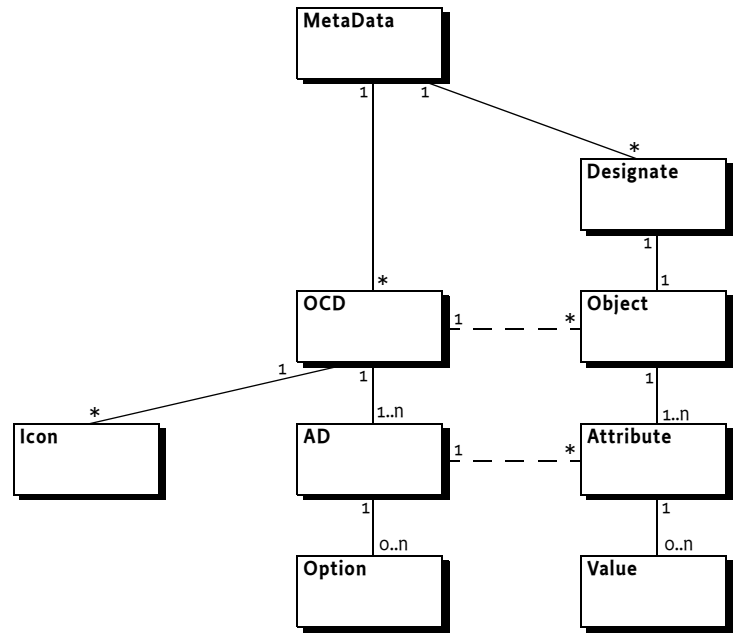 MetaData
1 1
*
Designate
1
* 1
OCD Object
1 *
1 1 1
* 1..n 1..n
Icon AD Attribute
1 *
1 1
0..n 0..n
Option Value